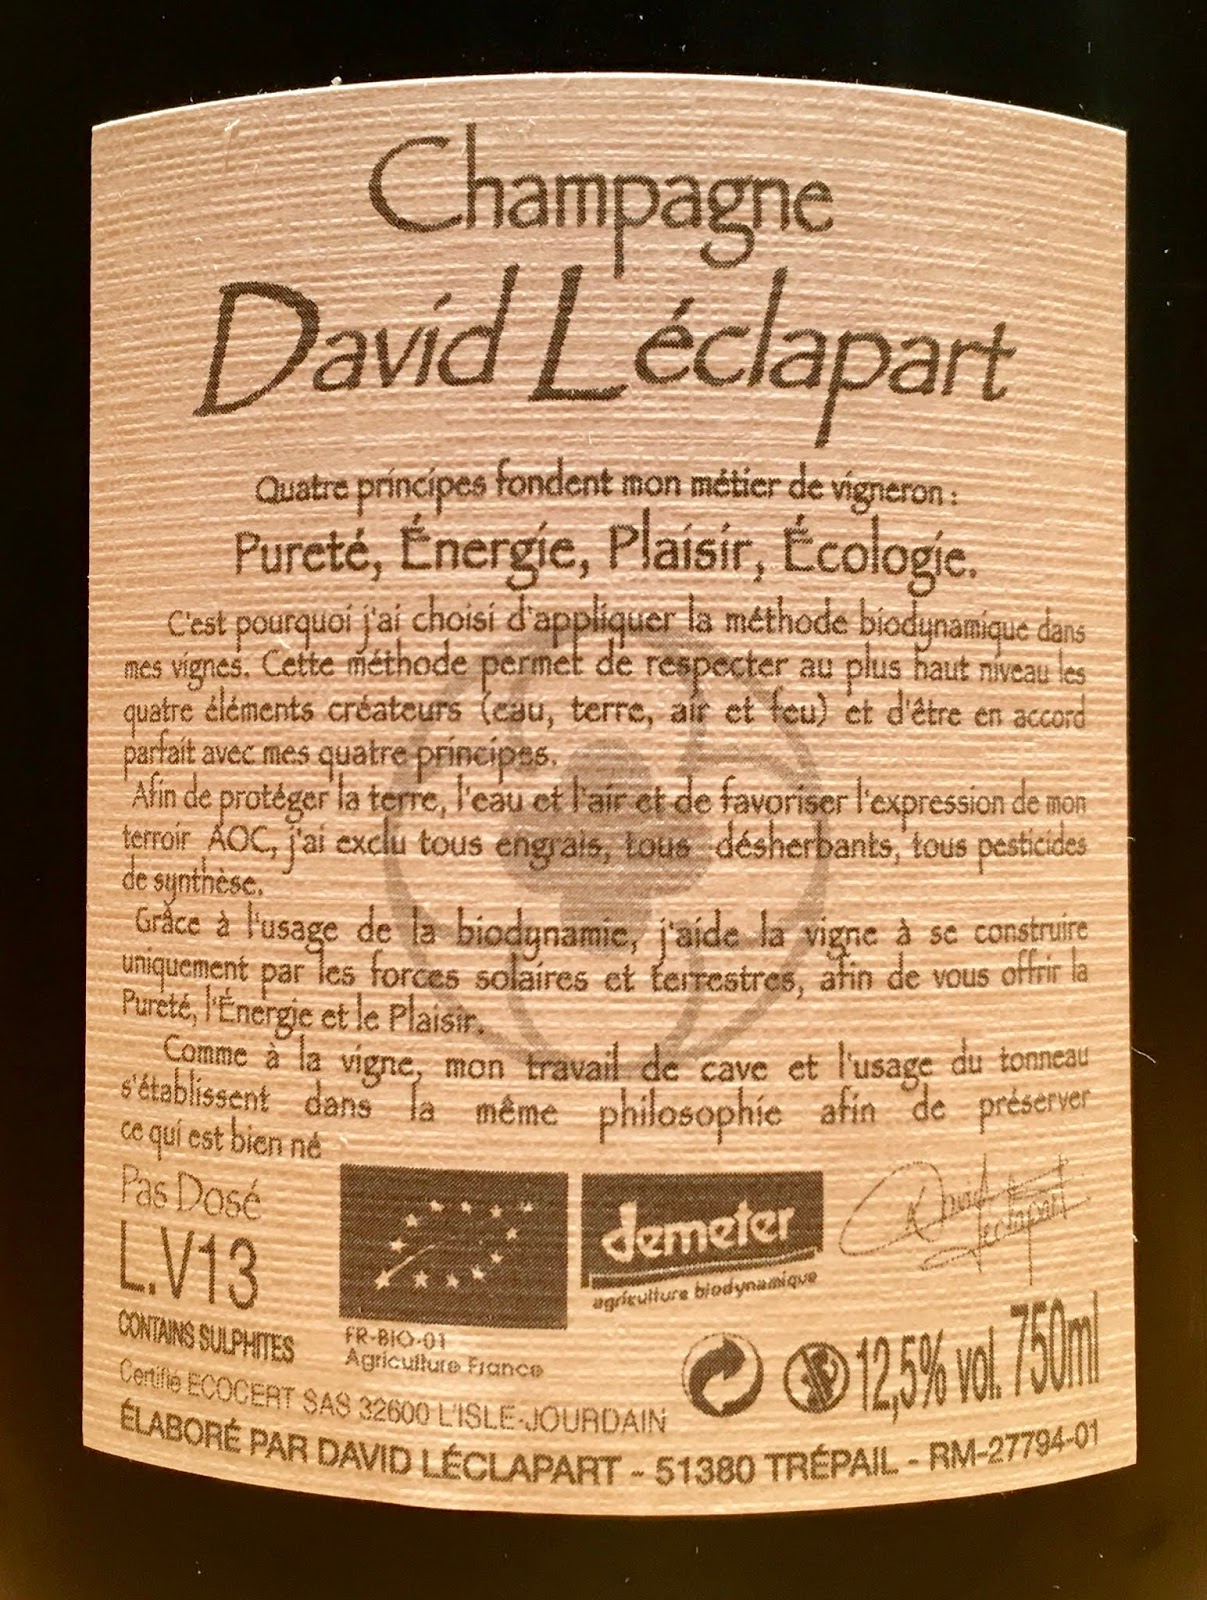 Champagne
David Léclapart
Quatre principes fondent mon métier de vigneron :
Pureté, Énergie, Plaisir, Écologie.
C'est pourquoi j'ai choisi d'appliquer la méthode biodynamique dans
mes vignes. Cette méthode permet de respecter au plus haut niveau les
quatre éléments créateurs (eau, terre, air et feu) et d'être en accord
parfait avec mes quatre principes.
Afin de protéger la terre, l'eau et l'air et de favoriser l'expression de mon
terroir AOC, j'ai exclu tous engrais, tous désherbants, tous pesticides
de synthèse.
Grâce à l'usage de la biodynamie, j'aide la vigne à se construire
uniquement par les forces solaires et terrestres, afin de vous offrir la
Pureté, l'Énergie et le Plaisir.
Comme à la vigne, mon travail de cave et l'usage du tonneau
s'établissent dans la même philosophie afin de préserver
ce qui est bien né
Pas Dosé
L.V13
CONTAINS SULPHITES
FR-BIO-01
Agriculture France
demeter
agriculture biodynamique
David
Léclapart
12,5% vol. 750ml
Certifié ECOCERT SAS 32600 L'ISLE-JOURDAIN
ÉLABORÉ PAR DAVID LÉCLAPART - 51380 TRÉPAIL - RM-27794-01